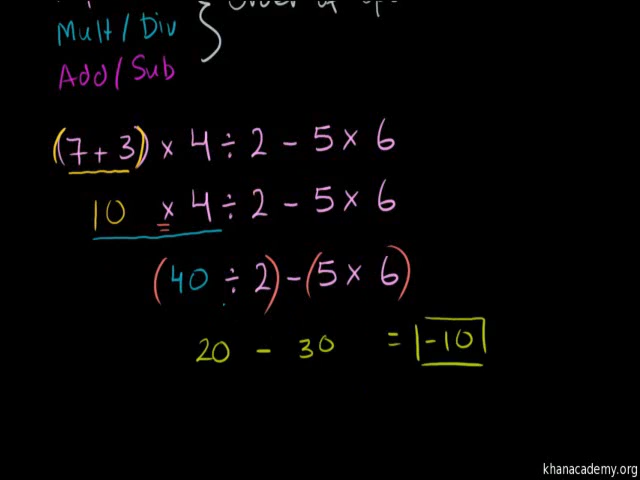 Mult/Div
Add/Sub
(7+3) × 4 ÷ 2 - 5 × 6
10 × 4 ÷ 2 - 5 × 6
(40 ÷ 2) - (5 × 6)
20 - 30 = -10
khanacademy.org